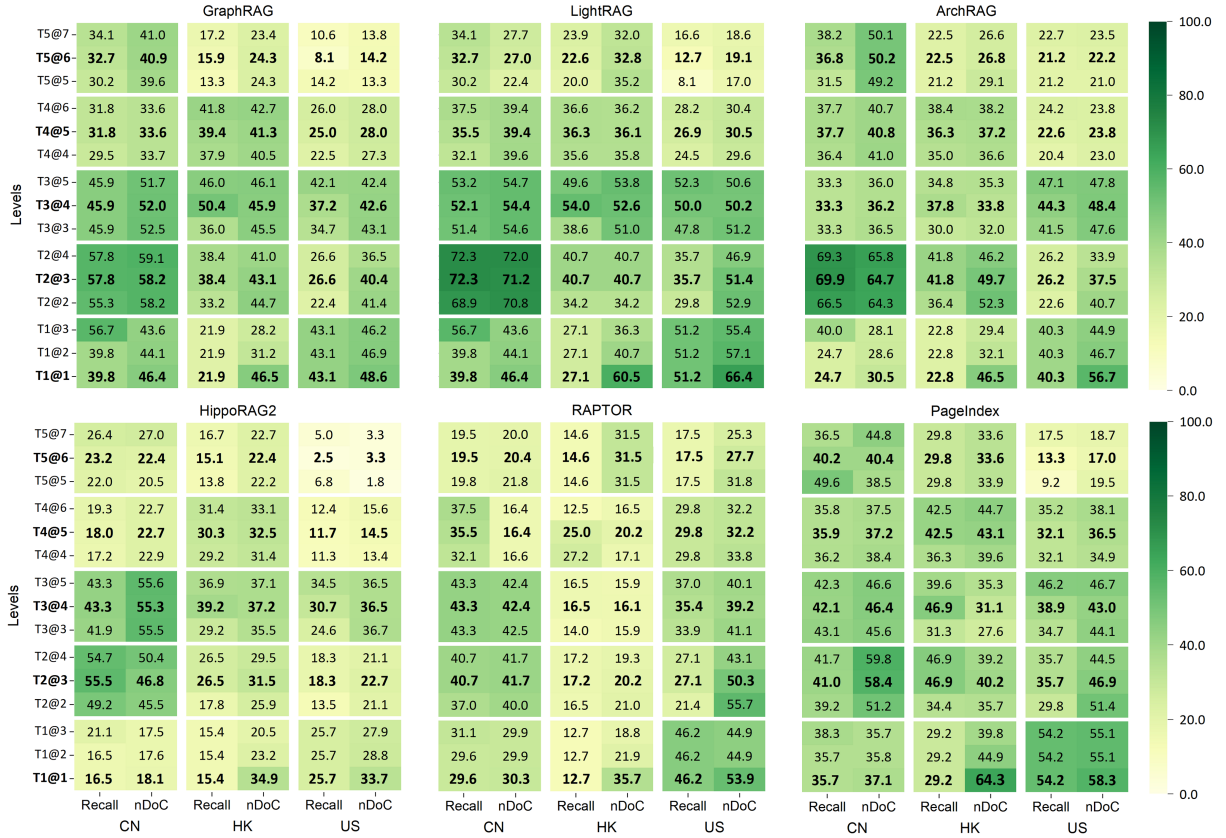 GraphRAG LightRAG ArchRAG
T5@7 34.1 41.0 17.2 23.4 10.6 13.8 34.1 27.7 23.9 32.0 16.6 18.6 38.2 50.1 22.5 26.6 22.7 23.5 100.0
T5@6 32.7 40.9 15.9 24.3 8.1 14.2 32.7 27.0 22.6 32.8 12.7 19.1 36.8 50.2 22.5 26.8 21.2 22.2
T5@5 30.2 39.6 13.3 24.3 14.2 13.3 30.2 22.4 20.0 35.2 8.1 17.0 31.5 49.2 21.2 29.1 21.2 21.0
T4@6 31.8 33.6 41.8 42.7 26.0 28.0 37.5 39.4 36.6 36.2 28.2 30.4 37.7 40.7 38.4 38.2 24.2 23.8 80.0
T4@5 31.8 33.6 39.4 41.3 25.0 28.0 35.5 39.4 36.3 36.1 26.9 30.5 37.7 40.8 36.3 37.2 22.6 23.8
T4@4 29.5 33.7 37.9 40.5 22.5 27.3 32.1 39.6 35.6 35.8 24.5 29.6 36.4 41.0 35.0 36.6 20.4 23.0
T3@5 45.9 51.7 46.0 46.1 42.1 42.4 53.2 54.7 49.6 53.8 52.3 50.6 33.3 36.0 34.8 35.3 47.1 47.8 60.0
Levels T3@4 45.9 52.0 50.4 45.9 37.2 42.6 52.1 54.4 54.0 52.6 50.0 50.2 33.3 36.2 37.8 33.8 44.3 48.4
T3@3 45.9 52.5 36.0 45.5 34.7 43.1 51.4 54.6 38.6 51.0 47.8 51.2 33.3 36.5 30.0 32.0 41.5 47.6 40.0
T2@4 57.8 59.1 38.4 41.0 26.6 36.5 72.3 72.0 40.7 40.7 35.7 46.9 69.3 65.8 41.8 46.2 26.2 33.9
T2@3 57.8 58.2 38.4 43.1 26.6 40.4 72.3 71.2 40.7 40.7 35.7 51.4 69.9 64.7 41.8 49.7 26.2 37.5
T2@2 55.3 58.2 33.2 44.7 22.4 41.4 68.9 70.8 34.2 34.2 29.8 52.9 66.5 64.3 36.4 52.3 22.6 40.7 20.0
T1@3 56.7 43.6 21.9 28.2 43.1 46.2 56.7 43.6 27.1 36.3 51.2 55.4 40.0 28.1 22.8 29.4 40.3 44.9
T1@2 39.8 44.1 21.9 31.2 43.1 46.9 39.8 44.1 27.1 40.7 51.2 57.1 24.7 28.6 22.8 32.1 40.3 46.7
T1@1 39.8 46.4 21.9 46.5 43.1 48.6 39.8 46.4 27.1 60.5 51.2 66.4 24.7 30.5 22.8 46.5 40.3 56.7 0.0
HippoRAG2 RAPTOR PageIndex
T5@7 26.4 27.0 16.7 22.7 5.0 3.3 19.5 20.0 14.6 31.5 17.5 25.3 36.5 44.8 29.8 33.6 17.5 18.7 100.0
T5@6 23.2 22.4 15.1 22.4 2.5 3.3 19.5 20.4 14.6 31.5 17.5 27.7 40.2 40.4 29.8 33.6 13.3 17.0
T5@5 22.0 20.5 13.8 22.2 6.8 1.8 19.8 21.8 14.6 31.5 17.5 31.8 49.6 38.5 29.8 33.9 9.2 19.5
T4@6 19.3 22.7 31.4 33.1 12.4 15.6 37.5 16.4 12.5 16.5 29.8 32.2 35.8 37.5 42.5 44.7 35.2 38.1 80.0
T4@5 18.0 22.7 30.3 32.5 11.7 14.5 35.5 16.4 25.0 20.2 29.8 32.2 35.9 37.2 42.5 43.1 32.1 36.5
T4@4 17.2 22.9 29.2 31.4 11.3 13.4 32.1 16.6 27.2 17.1 29.8 33.8 36.2 38.4 36.3 39.6 32.1 34.9
T3@5 43.3 55.6 36.9 37.1 34.5 36.5 43.3 42.4 16.5 15.9 37.0 40.1 42.3 46.6 39.6 35.3 46.2 46.7 60.0
Levels T3@4 43.3 55.3 39.2 37.2 30.7 36.5 43.3 42.4 16.5 16.1 35.4 39.2 42.1 46.4 46.9 31.1 38.9 43.0
T3@3 41.9 55.5 29.2 35.5 24.6 36.7 43.3 42.5 14.0 15.9 33.9 41.1 43.1 45.6 31.3 27.6 34.7 44.1 40.0
T2@4 54.7 50.4 26.5 29.5 18.3 21.1 40.7 41.7 17.2 19.3 27.1 43.1 41.7 59.8 46.9 39.2 35.7 44.5
T2@3 55.5 46.8 26.5 31.5 18.3 22.7 40.7 41.7 17.2 20.2 27.1 50.3 41.0 58.4 46.9 40.2 35.7 46.9
T2@2 49.2 45.5 17.8 25.9 13.5 21.1 37.0 40.0 16.5 21.0 21.4 55.7 39.2 51.2 34.4 35.7 29.8 51.4 20.0
T1@3 21.1 17.5 15.4 20.5 25.7 27.9 31.1 29.9 12.7 18.8 46.2 44.9 38.3 35.7 29.2 39.8 54.2 55.1
T1@2 16.5 17.6 15.4 23.2 25.7 28.8 29.6 29.9 12.7 21.9 46.2 44.9 35.7 35.8 29.2 44.9 54.2 55.1
T1@1 16.5 18.1 15.4 34.9 25.7 33.7 29.6 30.3 12.7 35.7 46.2 53.9 35.7 37.1 29.2 64.3 54.2 58.3 0.0
Recall nDoC Recall nDoC Recall nDoC Recall nDoC Recall nDoC Recall nDoC Recall nDoC Recall nDoC Recall nDoC
CN HK US CN HK US CN HK US